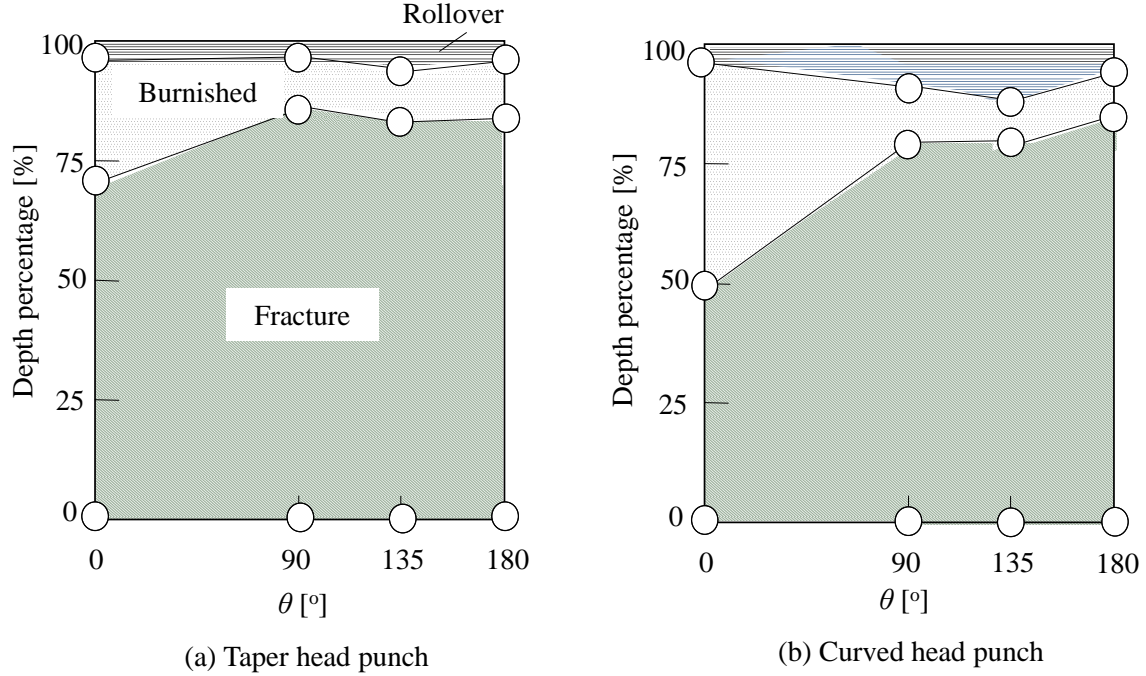 Rollover
100
Burnished
75
50
Fracture
25
0
Depth percentage [%]
0 90 135 180
θ [o]
(a) Taper head punch
100
75
50
25
0
Depth percentage [%]
0 90 135 180
θ [o]
(b) Curved head punch